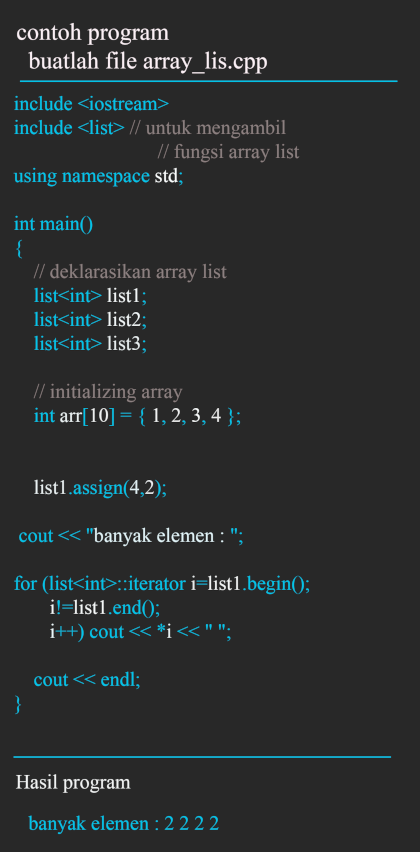 contoh program
buatlah file array_lis.cpp
include <iostream>
include <list> // untuk mengambil
// fungsi array list
using namespace std;
int main()
{
// deklarasikan array list
list<int> list1;
list<int> list2;
list<int> list3;
// initializing array
int arr[10] = { 1, 2, 3, 4 };
list1.assign(4,2);
cout << "banyak elemen : ";
for (list<int>::iterator i=list1.begin();
i!=list1.end();
i++) cout << *i << " ";
cout << endl;
}
Hasil program
banyak elemen : 2 2 2 2